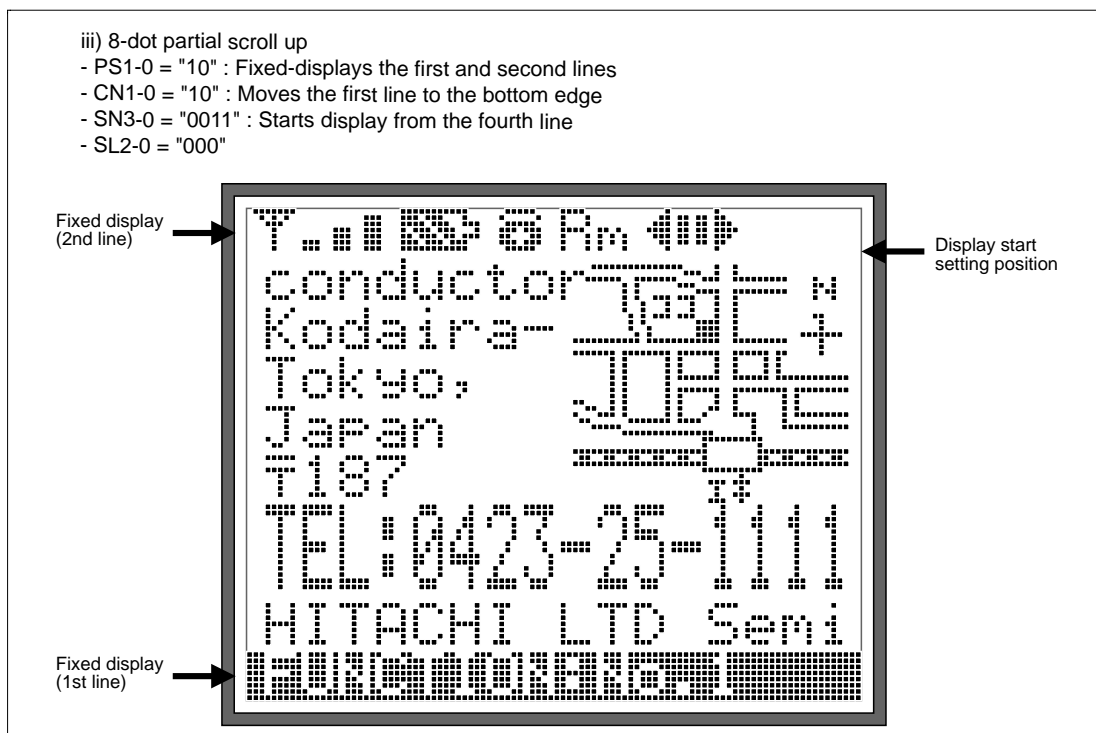 iii) 8-dot partial scroll up
- PS1-0 = "10" : Fixed-displays the first and second lines
- CN1-0 = "10" : Moves the first line to the bottom edge
- SN3-0 = "0011" : Starts display from the fourth line
- SL2-0 = "000"
Fixed display
(2nd line)
Display start
setting position
Rm
conductor
N
Kodaira-
Tokyo,
Japan
T187
TEL:0423-25-1111
HITACHI LTD Semi
Fixed display
(1st line)